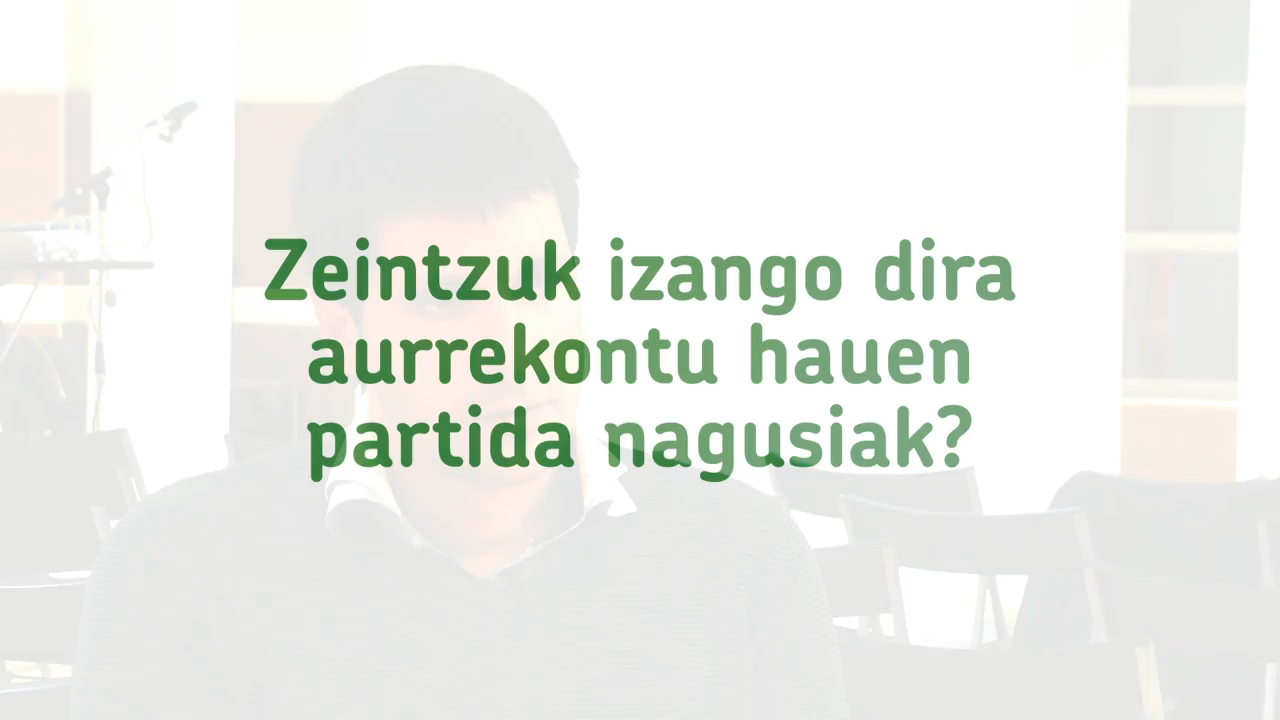 Zeintzuk izango dira
aurrekontu hauen
partida nagusiak?